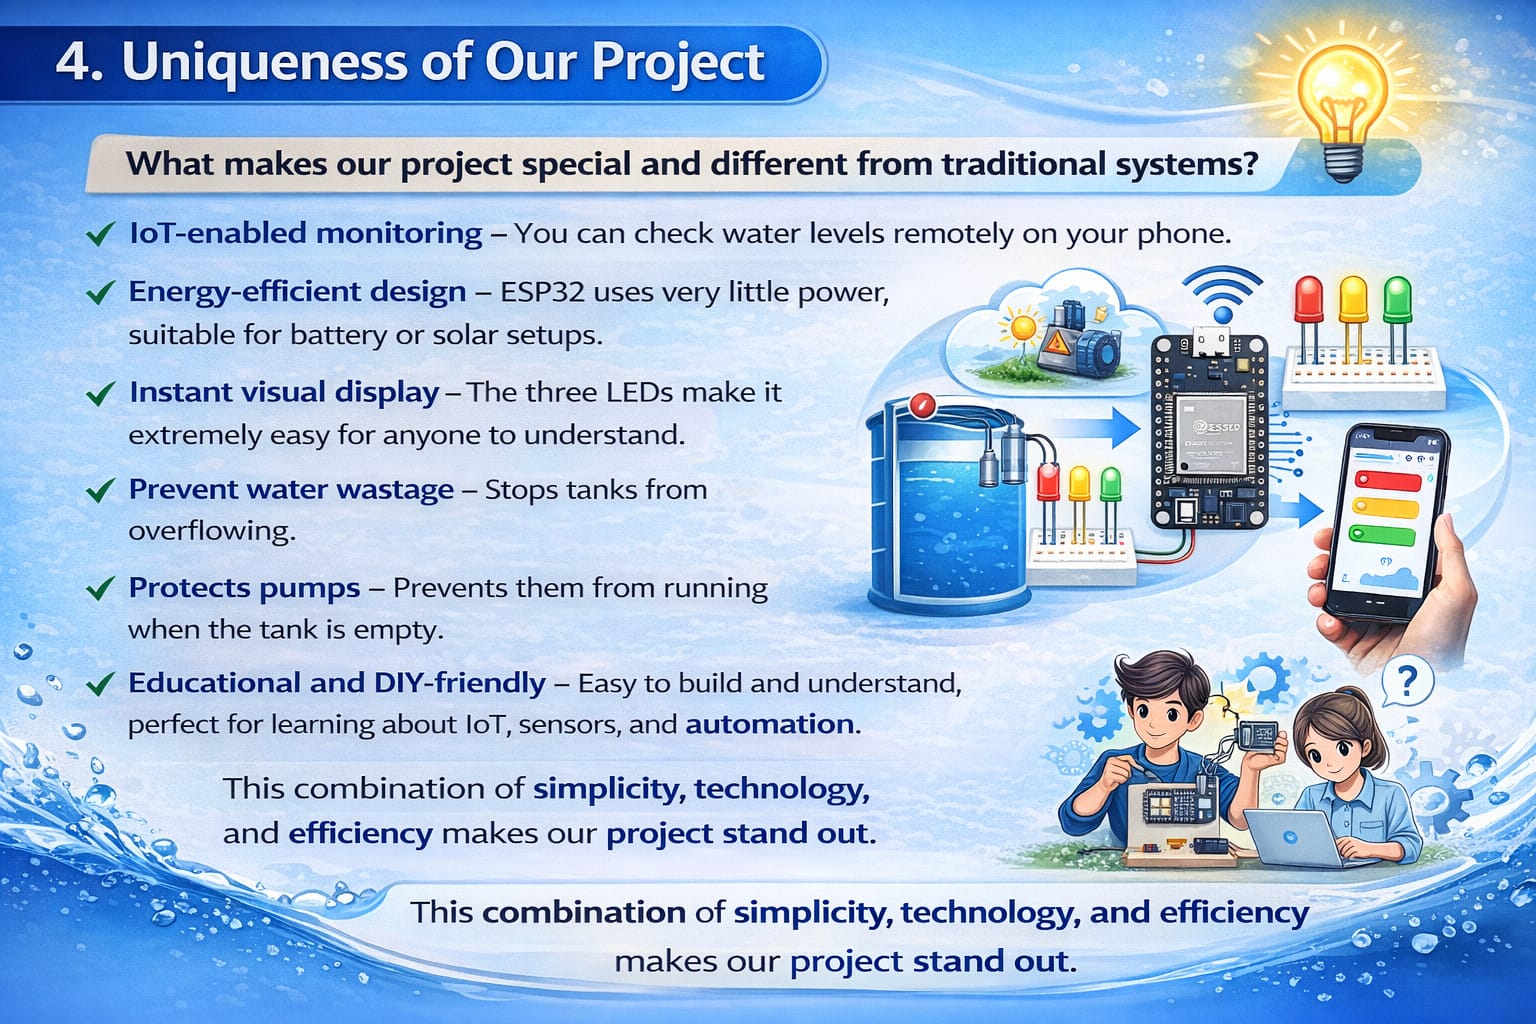 4. Uniqueness of Our Project
What makes our project special and different from traditional systems?
IoT-enabled monitoring – You can check water levels remotely on your phone.
Energy-efficient design – ESP32 uses very little power,
suitable for battery or solar setups.
Instant visual display – The three LEDs make it
extremely easy for anyone to understand.
Prevent water wastage – Stops tanks from
overflowing.
Protects pumps – Prevents them from running
when the tank is empty.
Educational and DIY-friendly – Easy to build and understand,
perfect for learning about IoT, sensors, and automation.
?
This combination of simplicity, technology,
and efficiency makes our project stand out.
This combination of simplicity, technology, and efficiency
makes our project stand out.